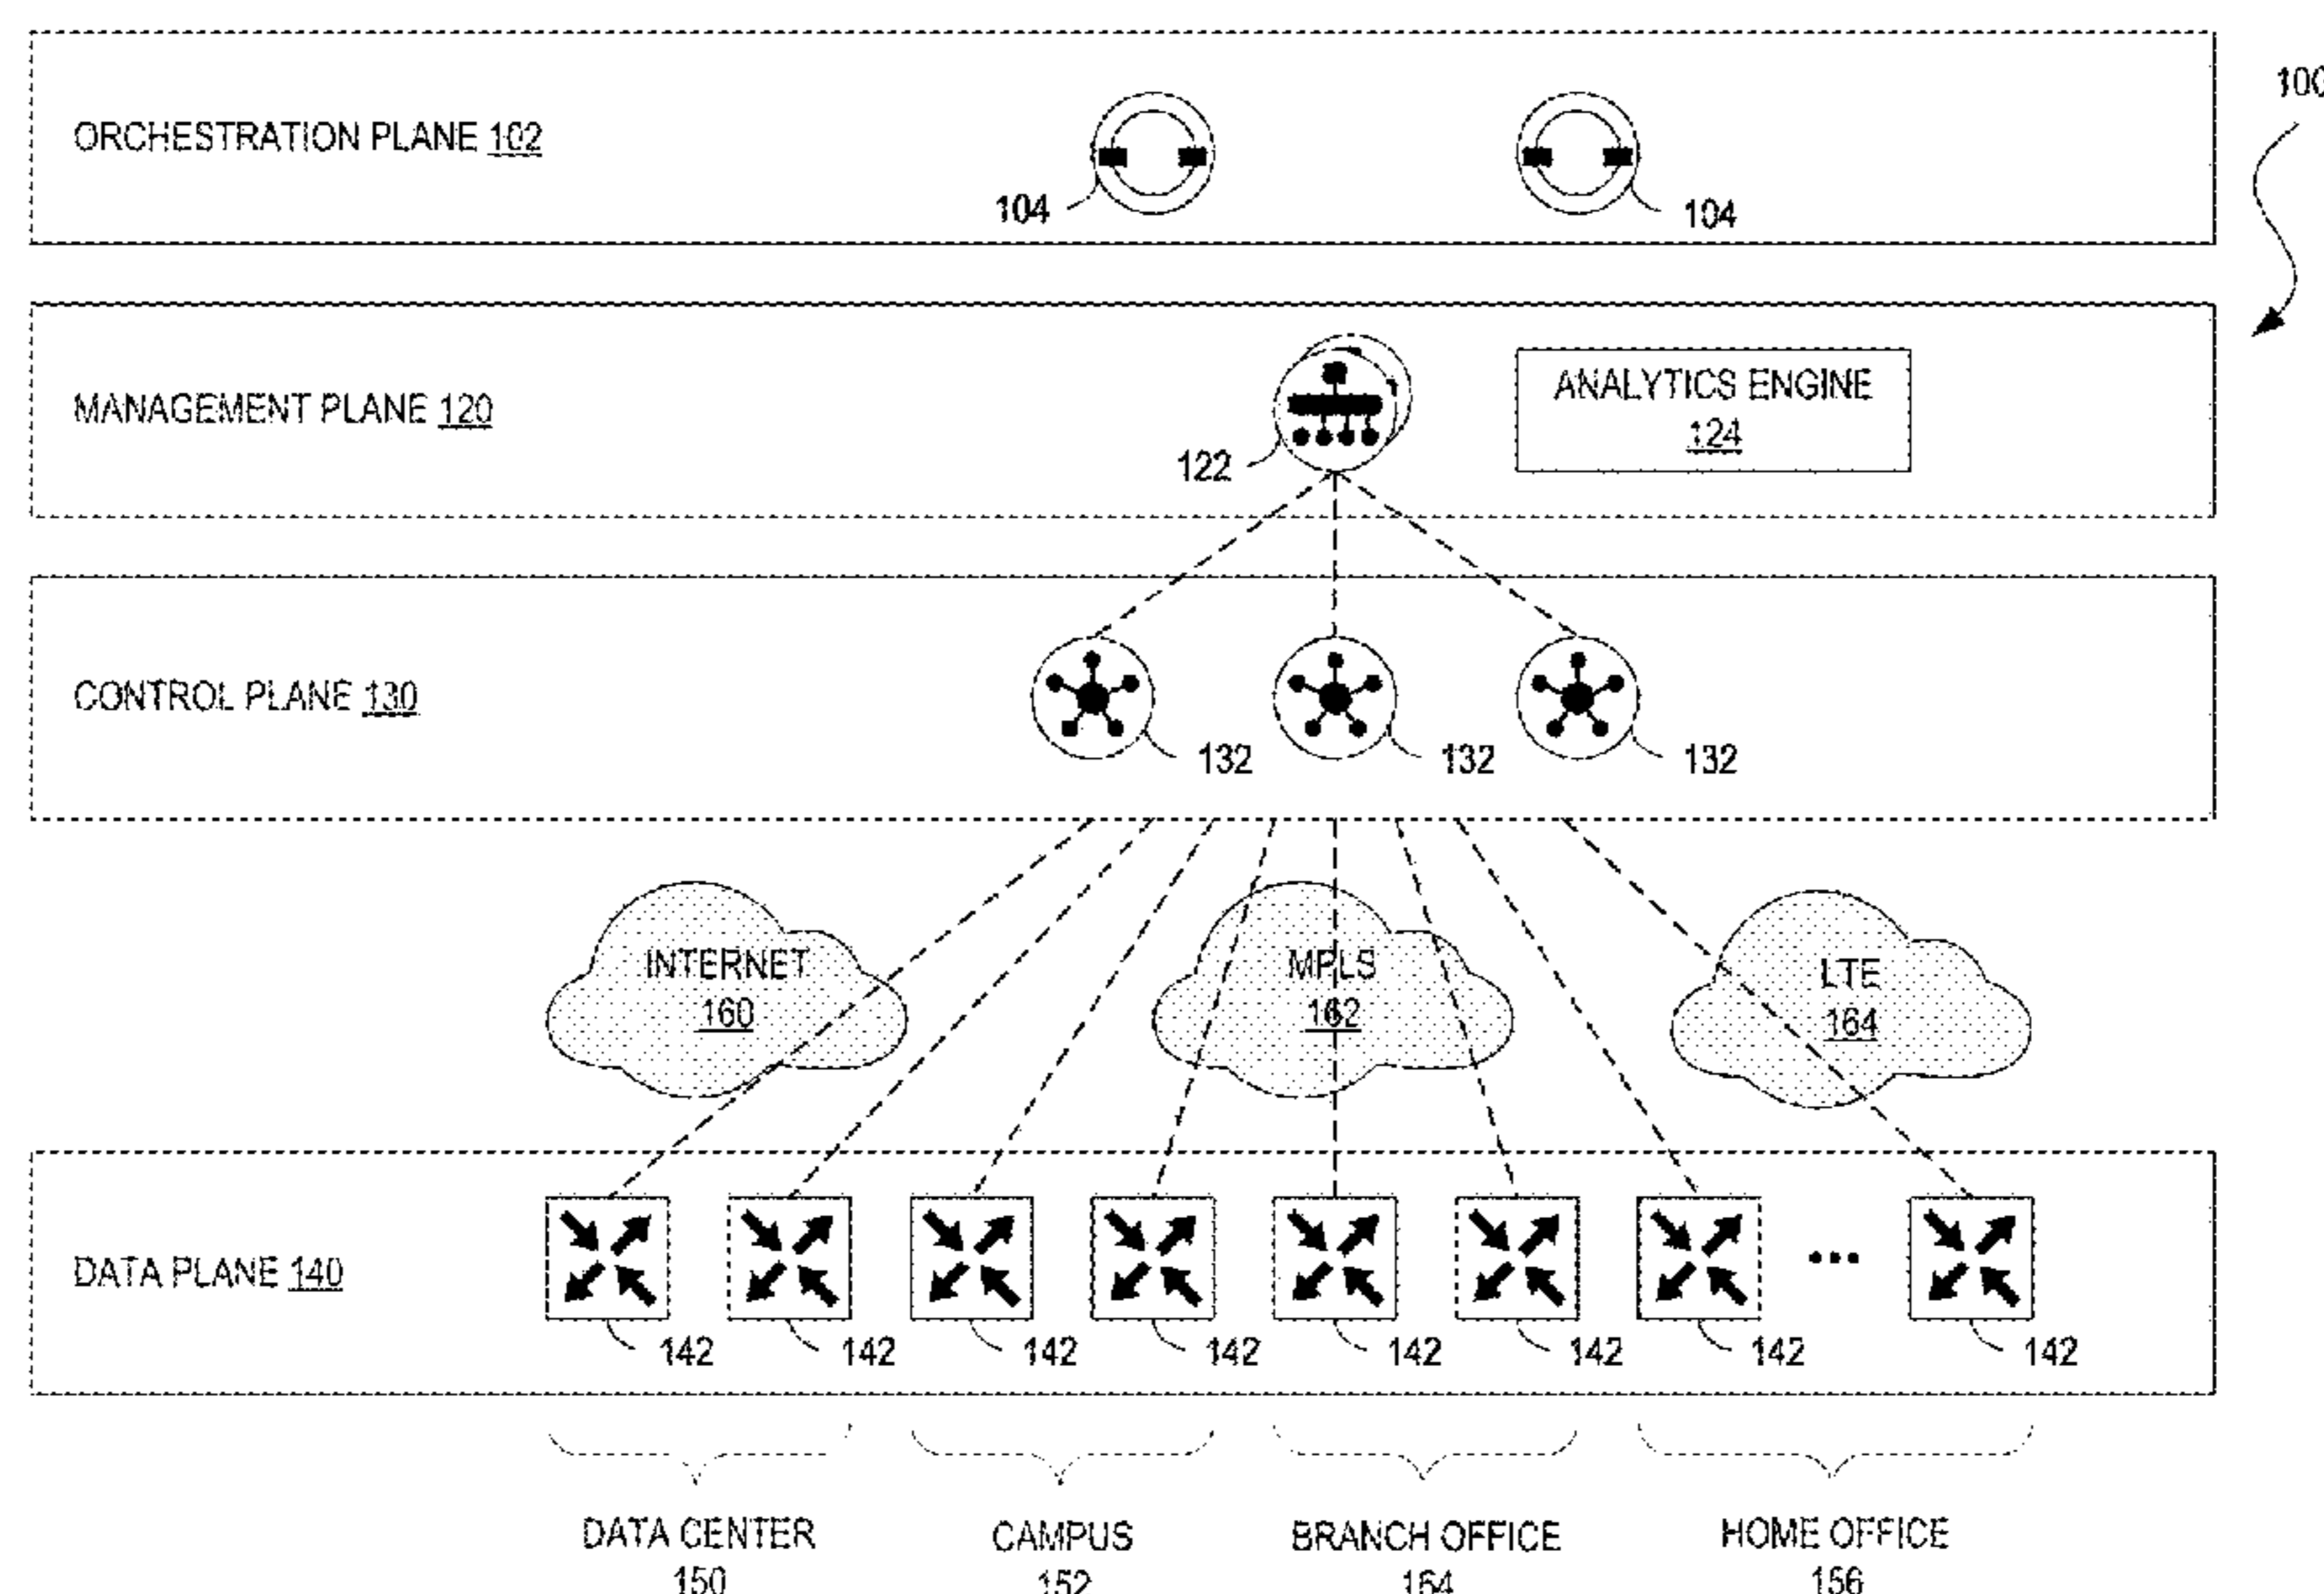 100
ORCHESTRATION PLANE 102
104
104
MANAGEMENT PLANE 120
ANALYTICS ENGINE
124
122
CONTROL PLANE 130
132
132
132
INTERNET
160
MPLS
162
LTE
164
DATA PLANE 140
•••
142
142
142
142
142
142
142
142
DATA CENTER
150
CAMPUS
152
BRANCH OFFICE
164
HOME OFFICE
156